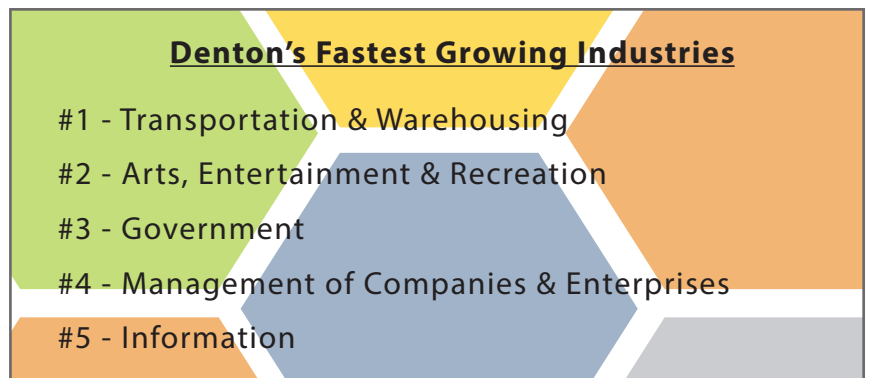 Denton's Fastest Growing Industries
#1 - Transportation & Warehousing
#2 - Arts, Entertainment & Recreation
#3 - Government
#4 - Management of Companies & Enterprises
#5 - Information